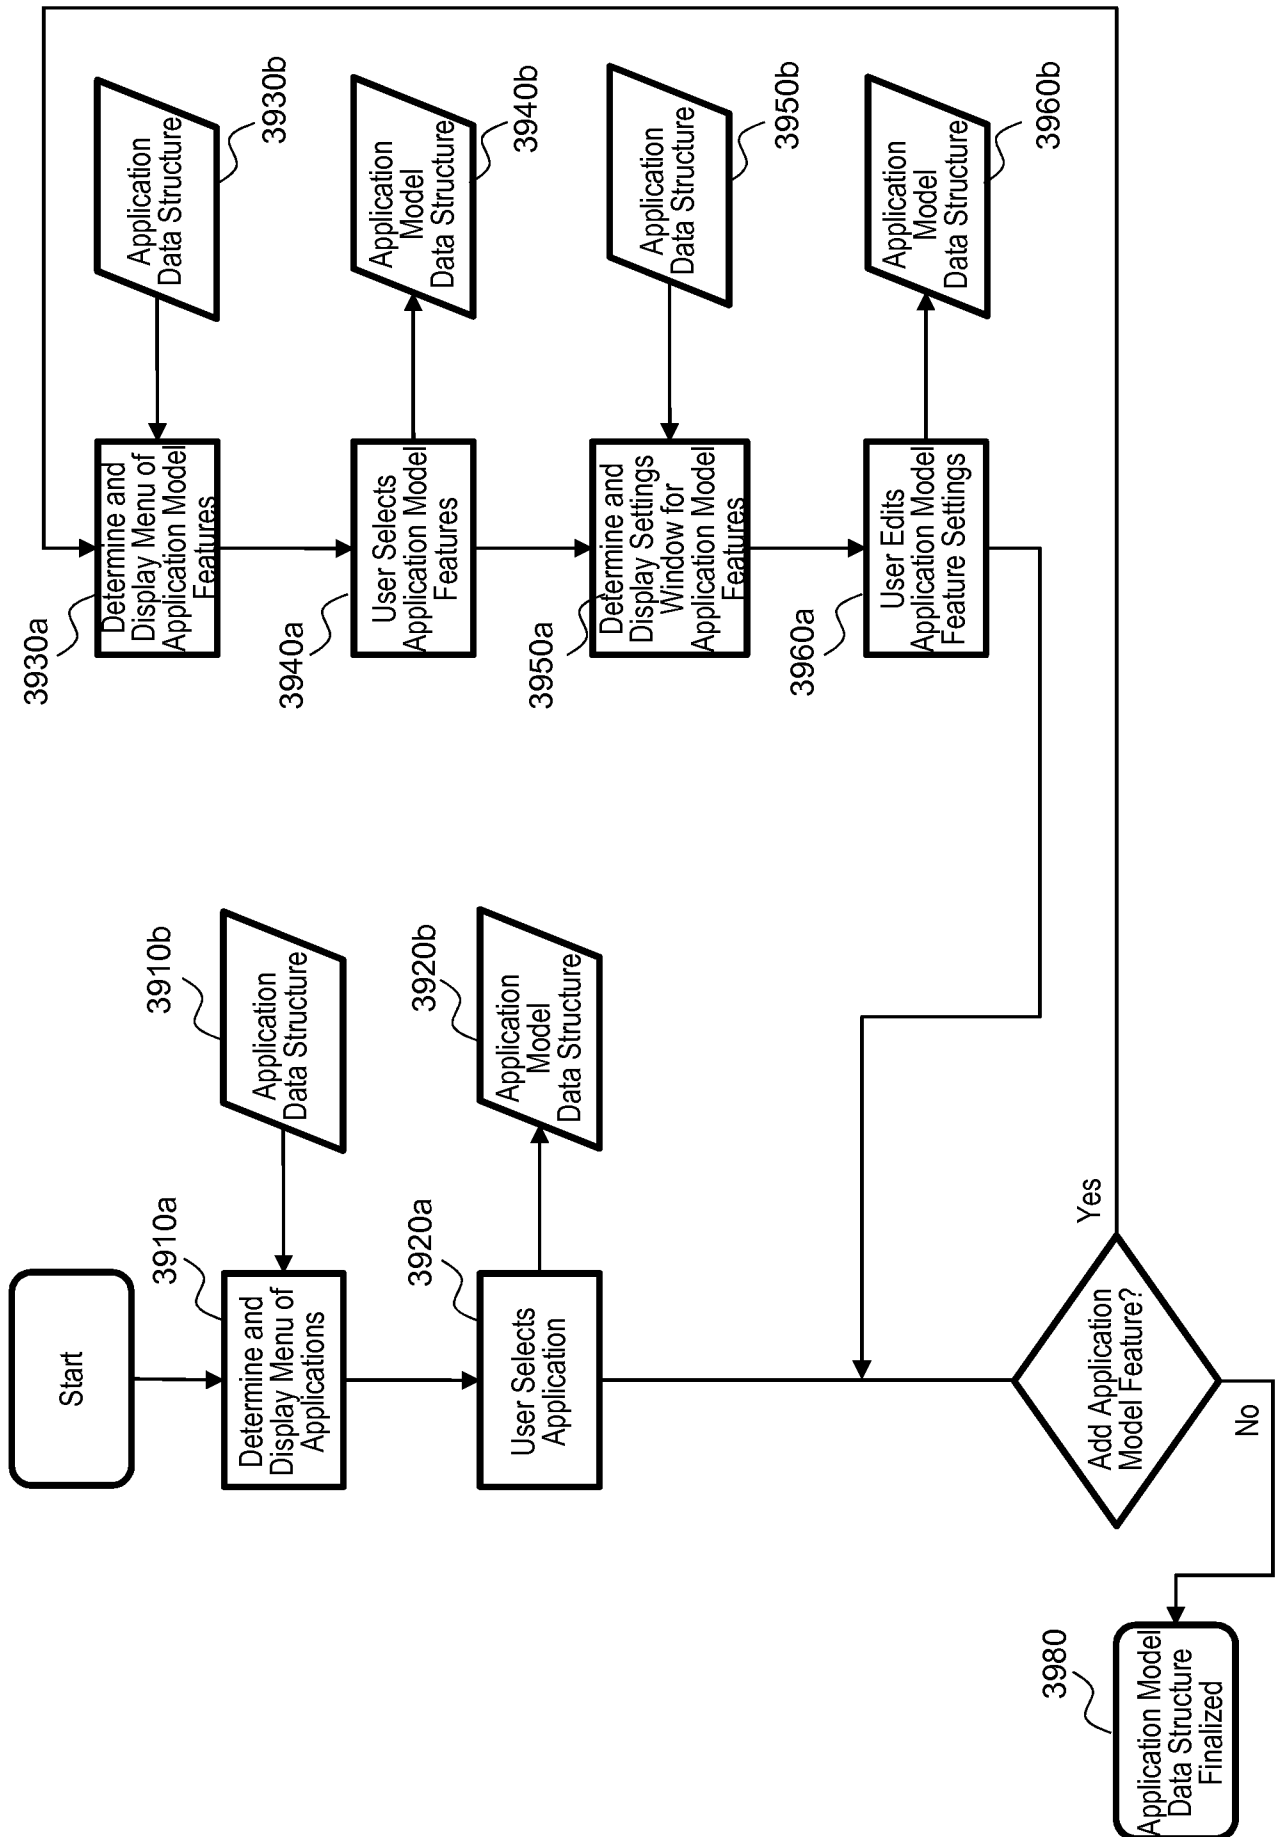 Start
3910a
Determine and
Display Menu of
Applications
3910b
Application
Data Structure
3920a
User Selects
Application
3920b
Application
Model
Data Structure
Add Application
Model Feature?
Yes
No
3980
Application Model
Data Structure
Finalized
3930a
Determine and
Display Menu of
Application Model
Features
3930b
Application
Data Structure
3940a
User Selects
Application Model
Features
3940b
Application
Model
Data Structure
3950a
Determine and
Display Settings
Window for
Application Model
Features
3950b
Application
Data Structure
3960a
User Edits
Application Model
Feature Settings
3960b
Application
Model
Data Structure